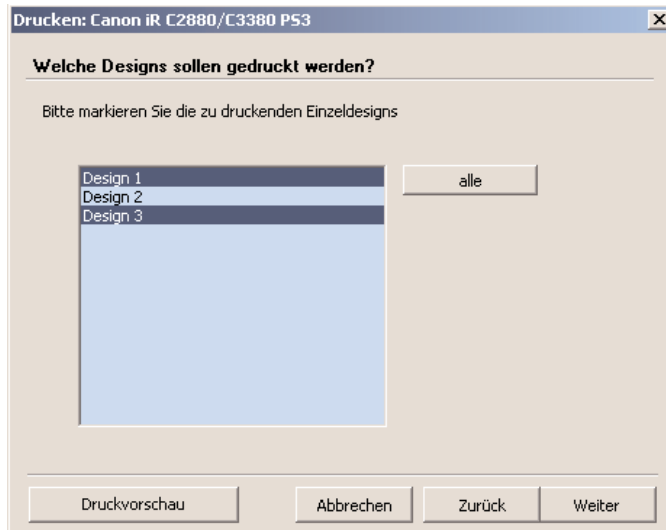 Drucken: Canon iR C2880/C3380 PS3
Welche Designs sollen gedruckt werden?
Bitte markieren Sie die zu druckenden Einzeldesigns
Design 1
alle
Design 2
Design 3
Druckvorschau
Abbrechen
Zurück
Weiter